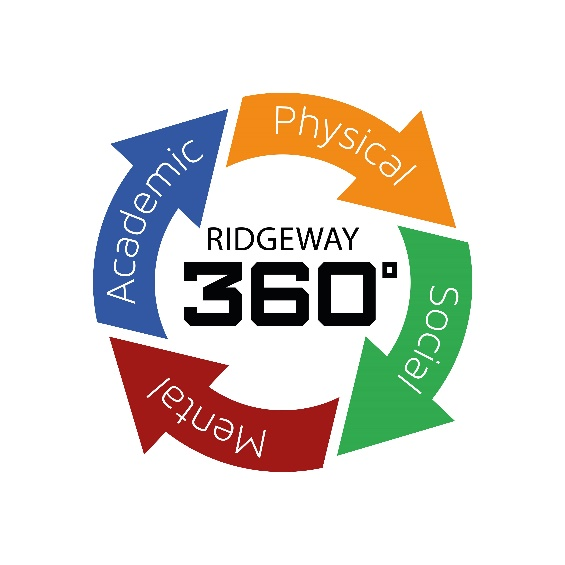 Academic
Physical
Social
Mental
RIDGEWAY
360°